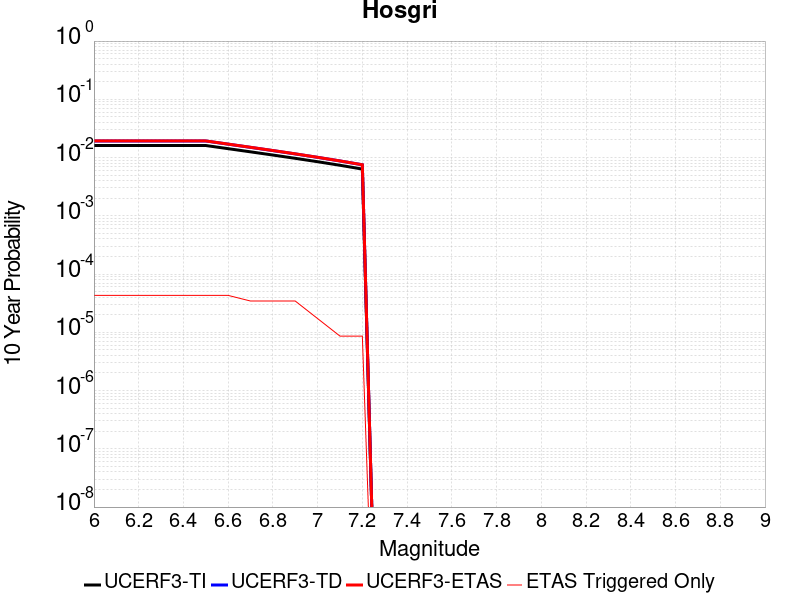 Hosgri
10 Year Probability
10^0
10^-1
10^-2
10^-3
10^-4
10^-5
10^-6
10^-7
10^-8
6 6.2 6.4 6.6 6.8 7 7.2 7.4 7.6 7.8 8 8.2 8.4 8.6 8.8 9
Magnitude
UCERF3-TI UCERF3-TD UCERF3-ETAS ETAS Triggered Only